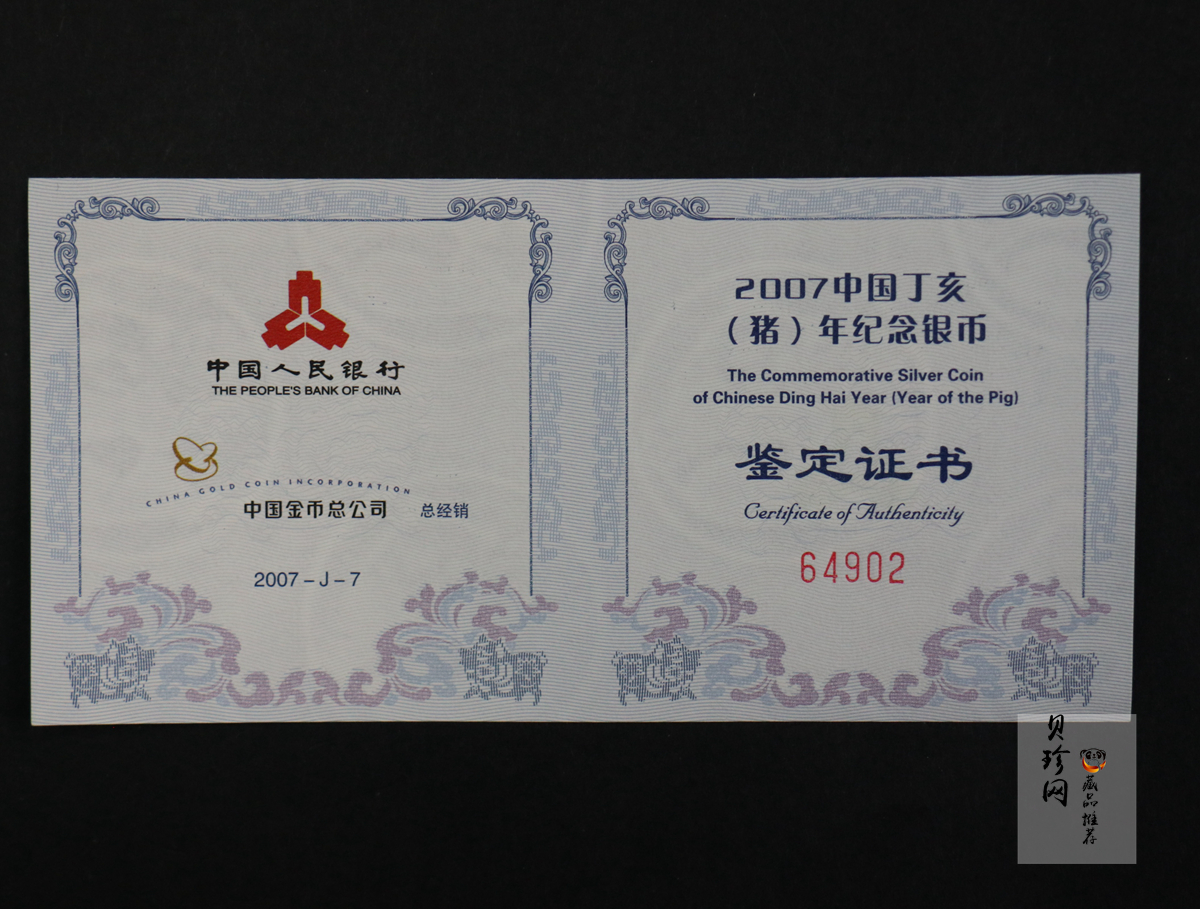 中国人民银行
THE PEOPLE'S BANK OF CHINA
CHINA GOLD COIN INCORPORATION
中国金币总公司 总经销
2007-J-7
2007中国丁亥
（猪）年纪念银币
The Commemorative Silver Coin
of Chinese Ding Hai Year (Year of the Pig)
鉴定证书
Certificate of Authenticity
64902
贝珍网
藏品推荐